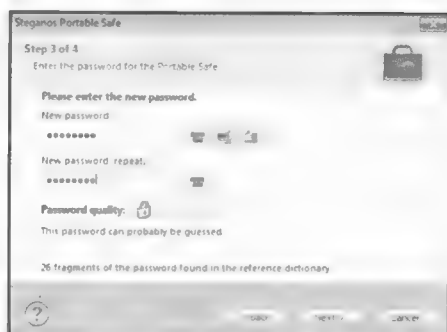 Steganos Portable Safe
Step 3 of 4
Enter the password for the Portable Safe
Please enter the new password.
New password
••••••••
New password repeat:
••••••••
Password quality:
This password can probably be guessed
26 fragments of the password found in the reference dictionary
?
Next
Cancel